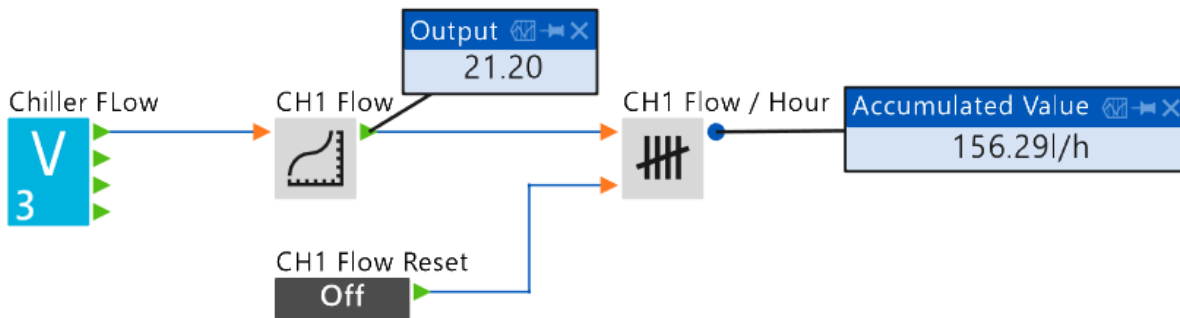 Output
21.20
Chiller FLow
CH1 Flow
CH1 Flow / Hour
Accumulated Value
156.29l/h
V
3
CH1 Flow Reset
Off